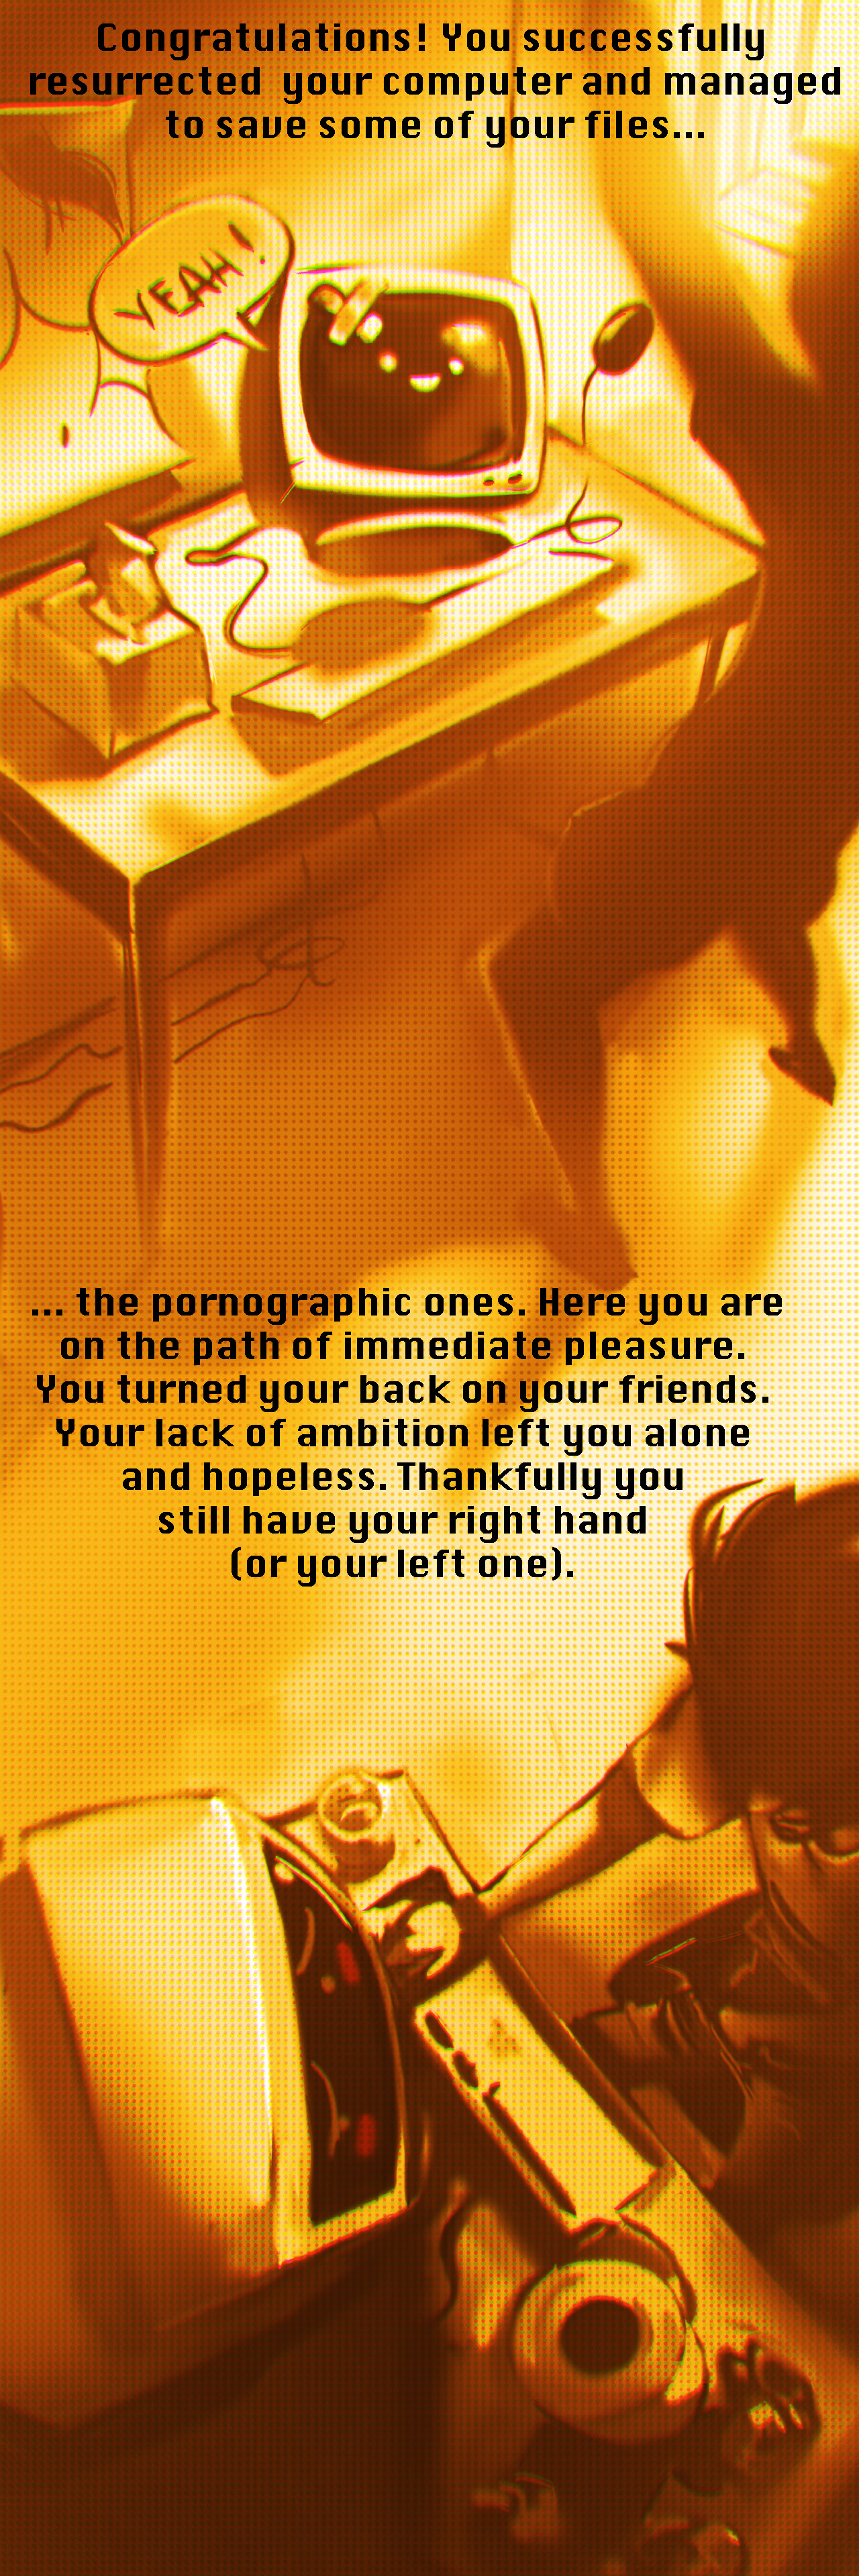 Congratulations! You successfully
resurrected your computer and managed
to save some of your files...
YEAH!
... the pornographic ones. Here you are
on the path of immediate pleasure.
You turned your back on your friends.
Your lack of ambition left you alone
and hopeless. Thankfully you
still have your right hand
(or your left one).